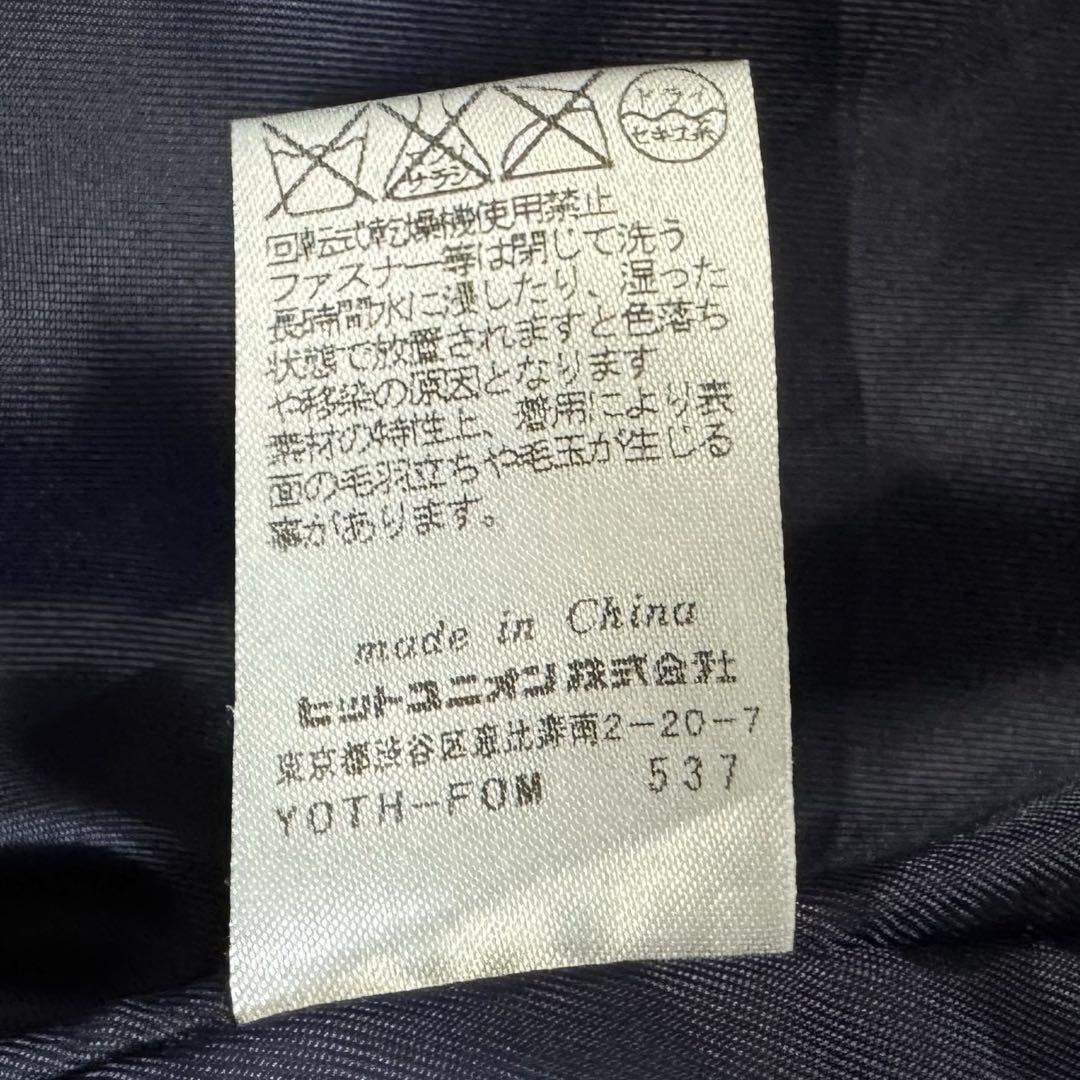 エンソ
サラシ
ドライ
セキユ系
回転式乾燥機使用禁止
ファスナー等は閉じて洗う
長時間水に浸したり、湿った
状態で放置されますと色落ち
や移染の原因となります
素材の特性上、着用により表
面の毛羽立ちや毛玉が生じる
事があります。
made in China
ヒットユニオン株式会社
東京都渋谷区恵比寿南2-20-7
YOTH-FOM 537